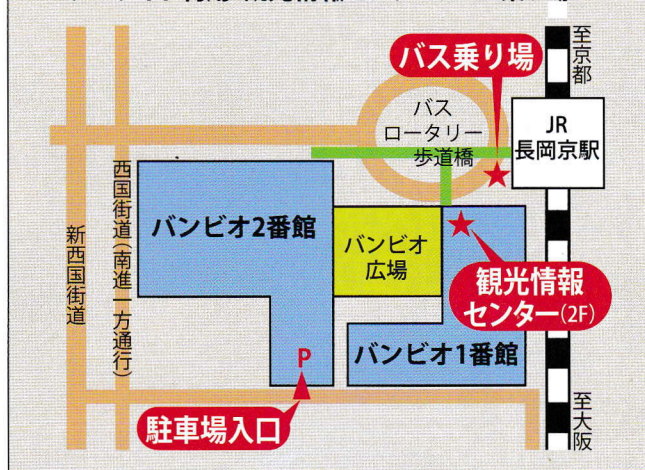 至京都
バス乗り場
バス
ロータリー
歩道橋
JR
長岡京駅
西国街道(南進一方通行)
新西国街道
バンビオ2番館
バンビオ
広場
観光情報
センター(2F)
バンビオ1番館
P
駐車場入口
至大阪